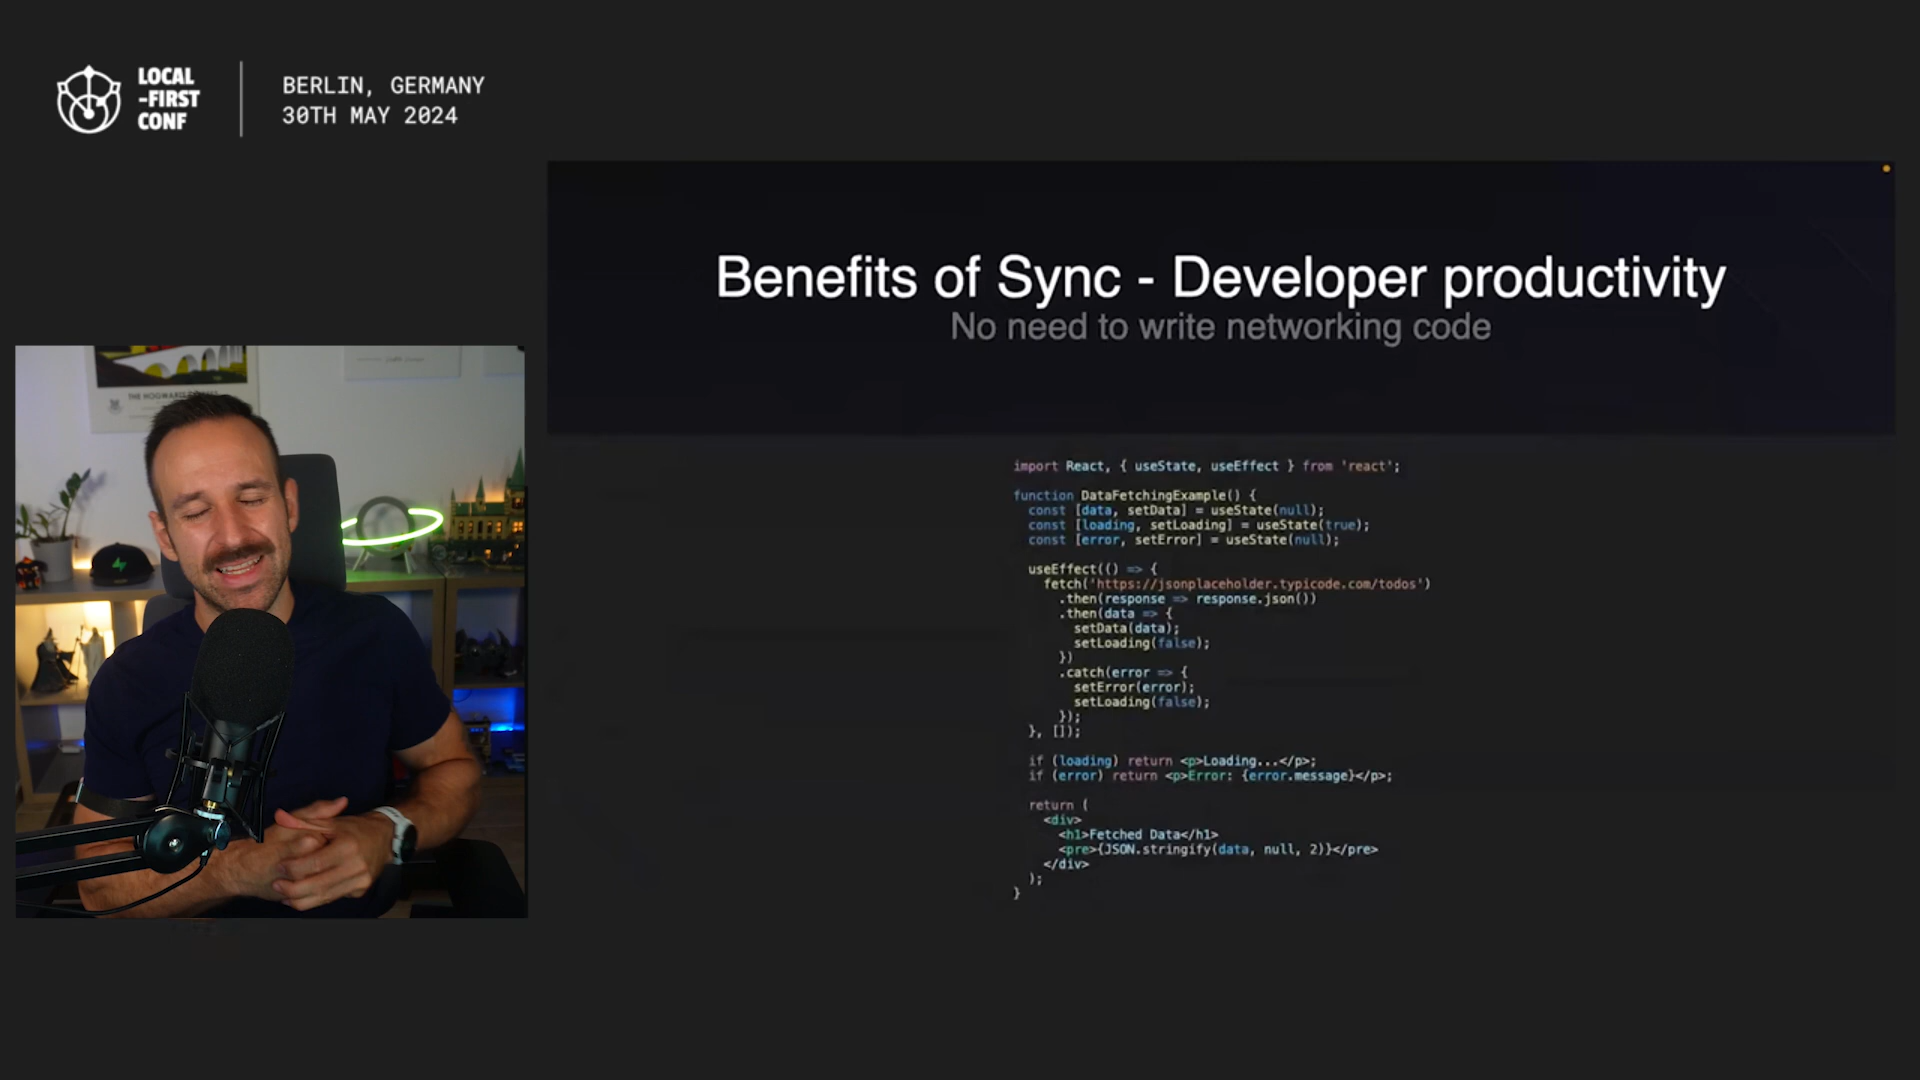 LOCAL
-FIRST
CONF
BERLIN, GERMANY
30TH MAY 2024
Benefits of Sync - Developer productivity
No need to write networking code
THE HOGWARTS
import React, { useState, useEffect } from 'react';
function DataFetchingExample() {
const [data, setData] = useState(null);
const [loading, setLoading] = useState(true);
const [error, setError] = useState(null);
useEffect(() => {
fetch('https://jsonplaceholder.typicode.com/todos')
.then(response => response.json())
.then(data => {
setData(data);
setLoading(false);
})
.catch(error => {
setError(error);
setLoading(false);
});
}, []);
if (loading) return <p>Loading...</p>;
if (error) return <p>Error: {error.message}</p>;
return (
<div>
<h1>Fetched Data</h1>
<pre>{JSON.stringify(data, null, 2)}</pre>
</div>
);
}